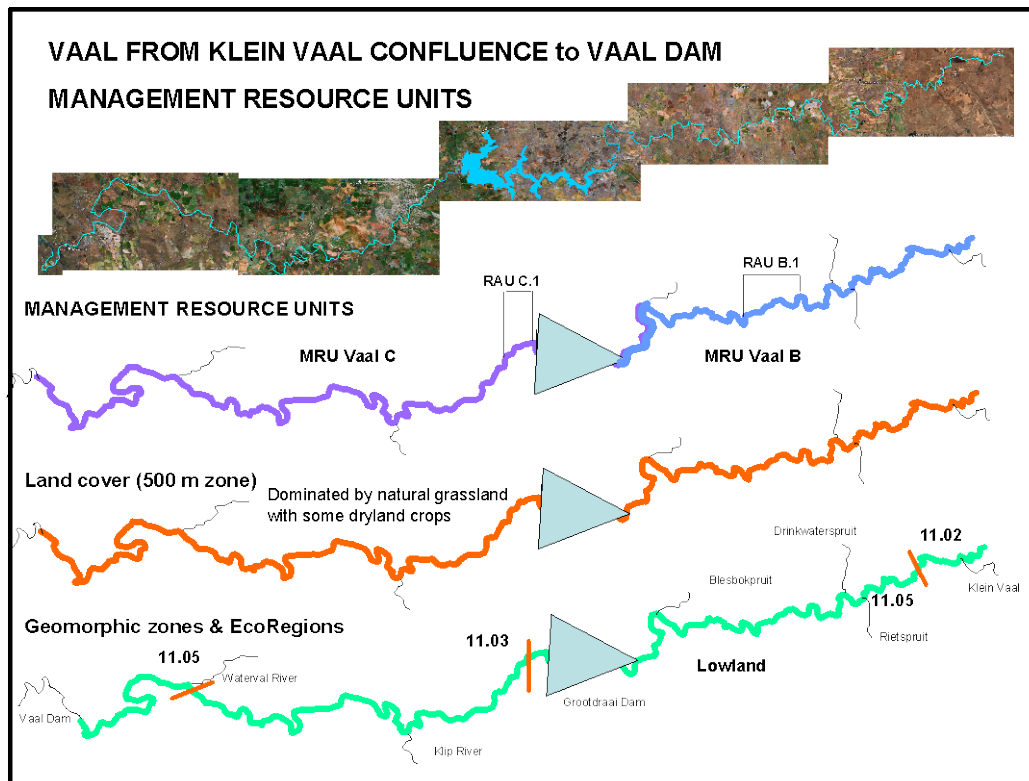 VAAL FROM KLEIN VAAL CONFLUENCE to VAAL DAM
MANAGEMENT RESOURCE UNITS
RAU C.1
RAU B.1
MANAGEMENT RESOURCE UNITS
MRU Vaal C
MRU Vaal B
Land cover (500 m zone)
Dominated by natural grassland
with some dryland crops
Drinkwaterspruit
11.02
Blesbokpruit
Klein Vaal
11.05
Geomorphic zones & EcoRegions
Rietspruit
11.03
11.05
Lowland
Waterval River
Grootdraai Dam
Vaal Dam
Klip River